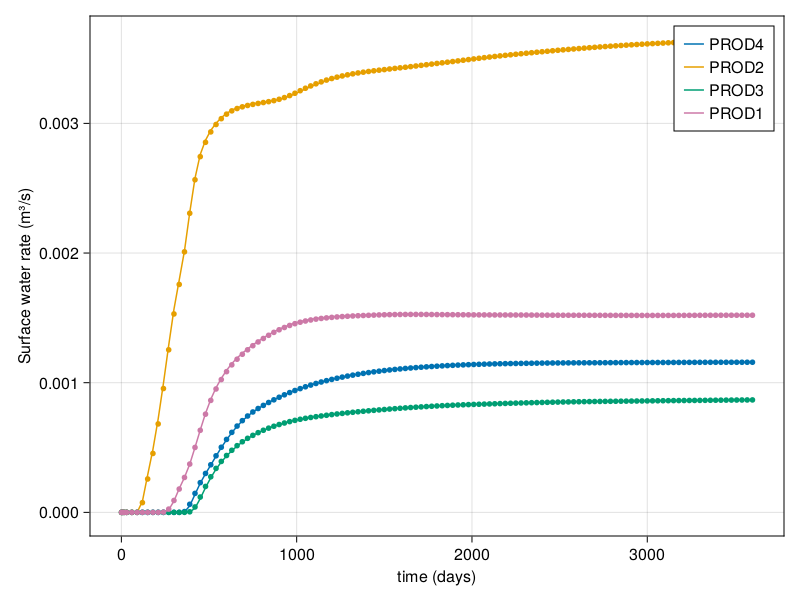 PROD4
PROD2
PROD3
PROD1
0.003
0.002
0.001
0.000
Surface water rate (m³/s)
0
1000
2000
3000
time (days)